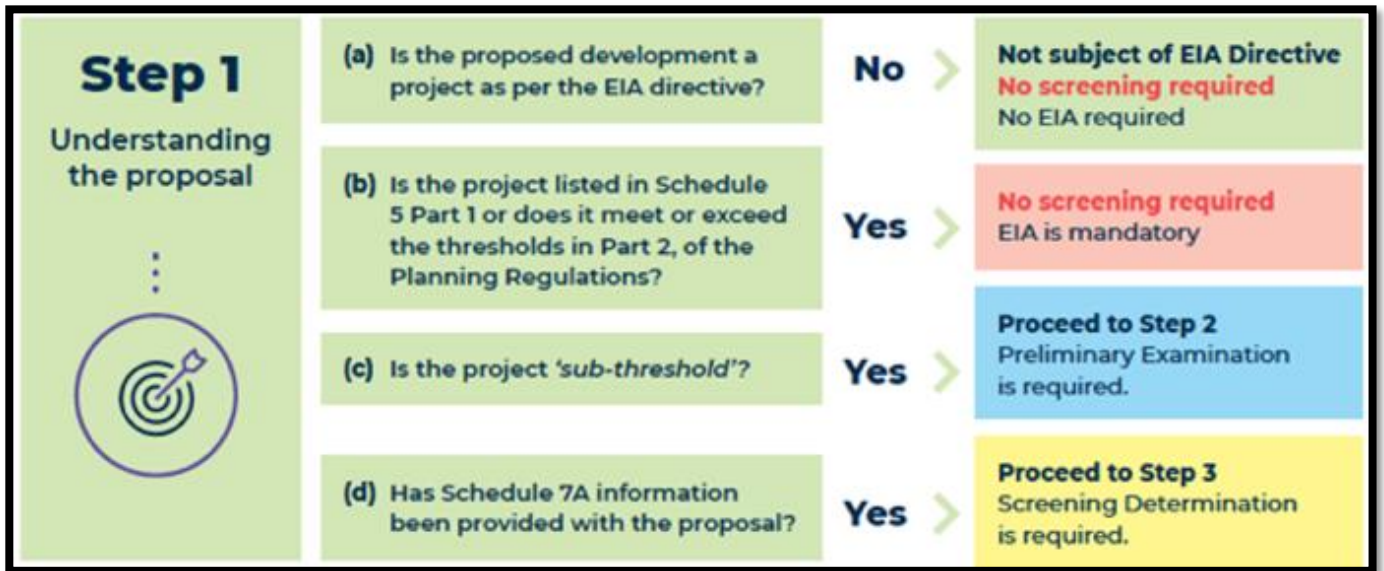 Step 1
Understanding
the proposal
(a) Is the proposed development a
project as per the EIA directive?
No
Not subject of EIA Directive
No screening required
No EIA required
(b) Is the project listed in Schedule
5 Part 1 or does it meet or exceed
the thresholds in Part 2, of the
Planning Regulations?
Yes
No screening required
EIA is mandatory
(c) Is the project ‘sub-threshold’?
Yes
Proceed to Step 2
Preliminary Examination
is required.
(d) Has Schedule 7A information
been provided with the proposal?
Yes
Proceed to Step 3
Screening Determination
is required.